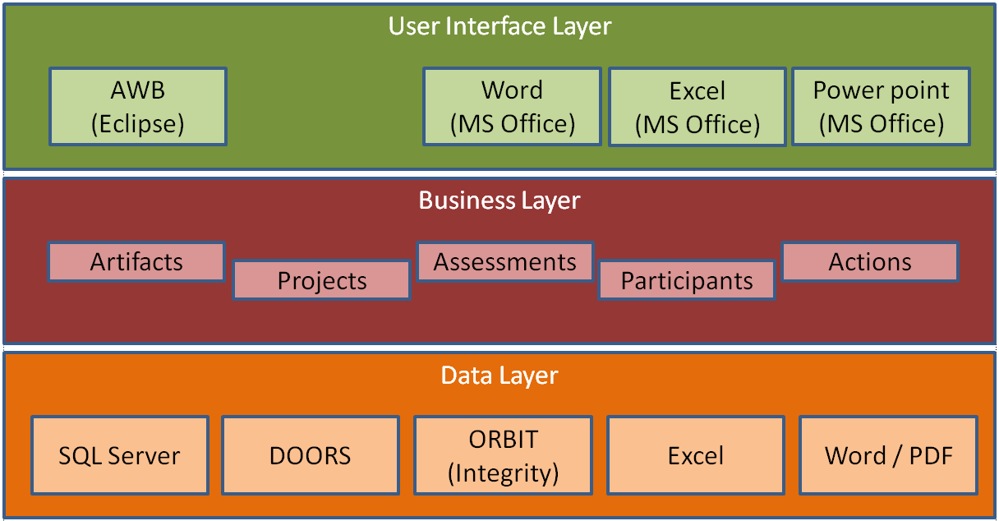 User Interface Layer
AWB
(Eclipse)
Word
(MS Office)
Excel
(MS Office)
Power point
(MS Office)
Business Layer
Artifacts
Projects
Assessments
Participants
Actions
Data Layer
SQL Server
DOORS
ORBIT
(Integrity)
Excel
Word / PDF